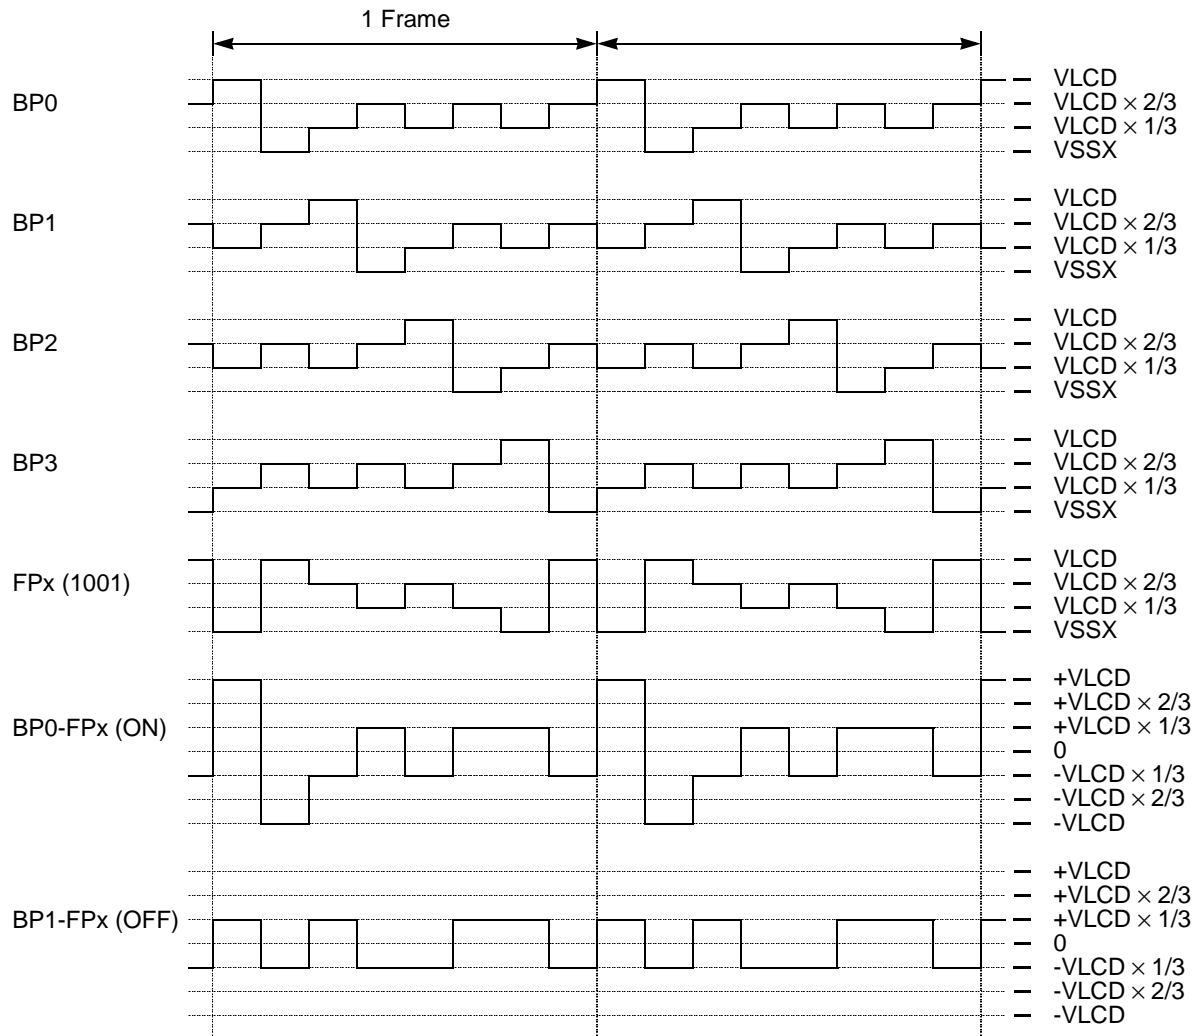 1 Frame
BP0
VLCD
VLCD × 2/3
VLCD × 1/3
VSSX
BP1
VLCD
VLCD × 2/3
VLCD × 1/3
VSSX
BP2
VLCD
VLCD × 2/3
VLCD × 1/3
VSSX
BP3
VLCD
VLCD × 2/3
VLCD × 1/3
VSSX
FPx (1001)
VLCD
VLCD × 2/3
VLCD × 1/3
VSSX
BP0-FPx (ON)
+VLCD
+VLCD × 2/3
+VLCD × 1/3
0
-VLCD × 1/3
-VLCD × 2/3
-VLCD
BP1-FPx (OFF)
+VLCD
+VLCD × 2/3
+VLCD × 1/3
0
-VLCD × 1/3
-VLCD × 2/3
-VLCD